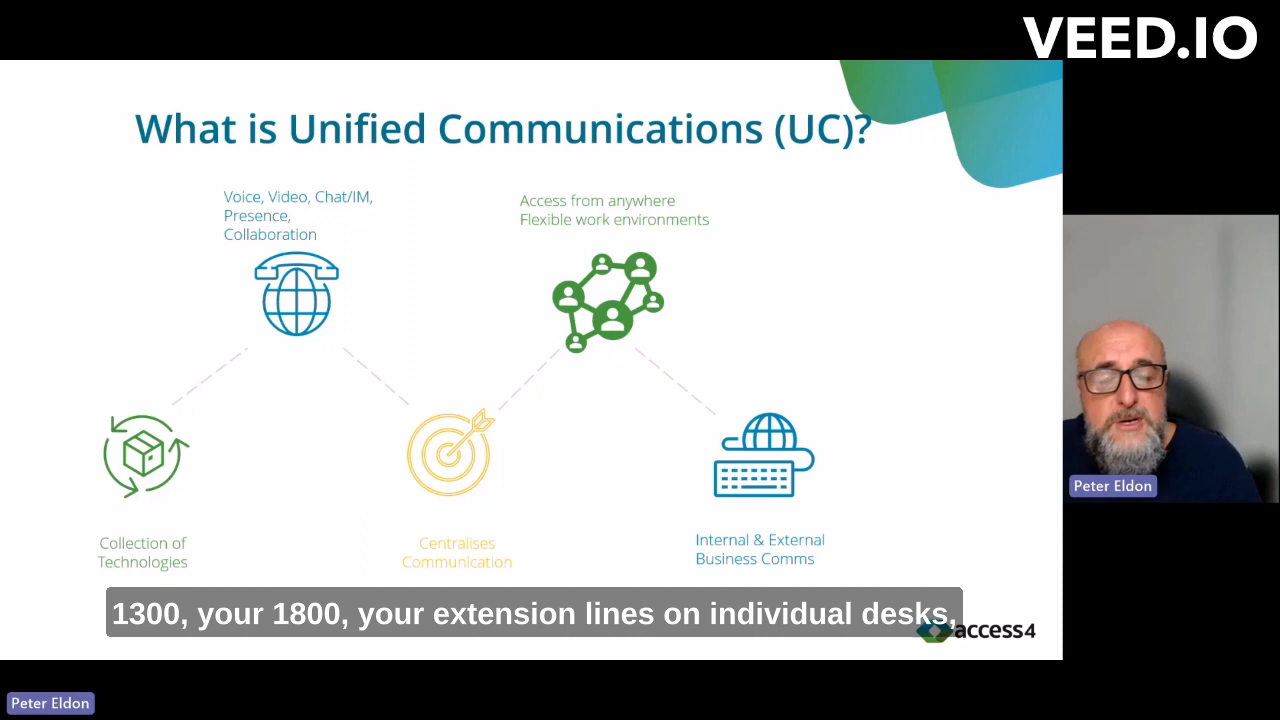 VEED.IO
What is Unified Communications (UC)?
Voice, Video, Chat/IM,
Presence,
Collaboration
Access from anywhere
Flexible work environments
Collection of
Technologies
Centralises
Communication
Internal & External
Business Comms
1300, your 1800, your extension lines on individual desks,
access4
Peter Eldon
Peter Eldon